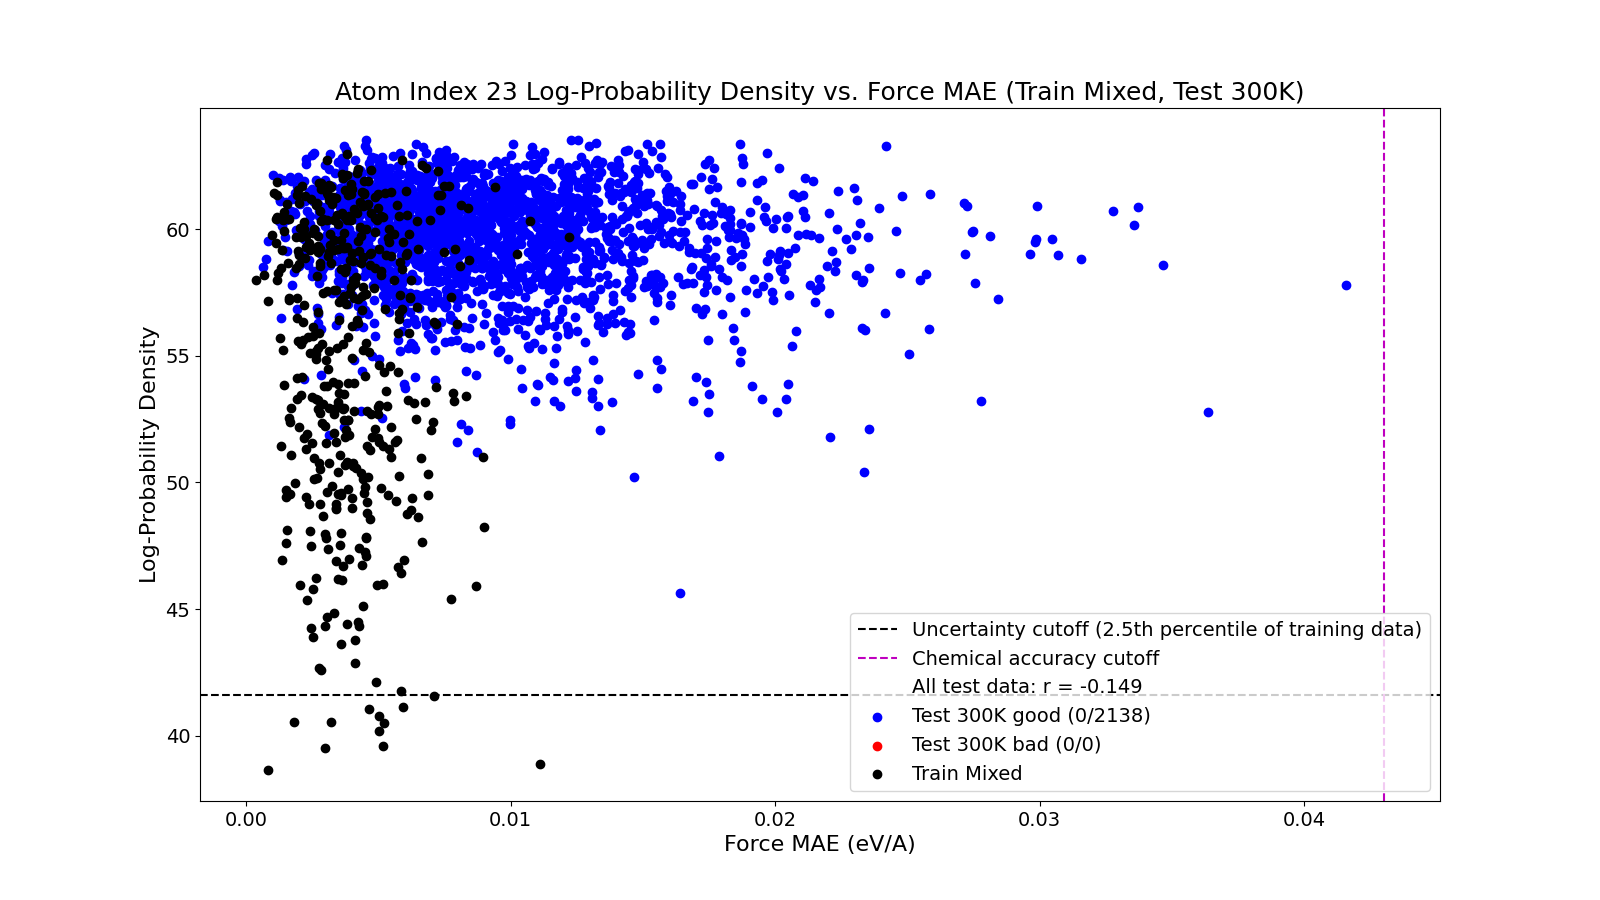 Atom Index 23 Log-Probability Density vs. Force MAE (Train Mixed, Test 300K)
Log-Probability Density
60
55
50
45
40
Uncertainty cutoff (2.5th percentile of training data)
Chemical accuracy cutoff
All test data: r = -0.149
Test 300K good (0/2138)
Test 300K bad (0/0)
Train Mixed
0.00 0.01 0.02 0.03 0.04
Force MAE (eV/A)